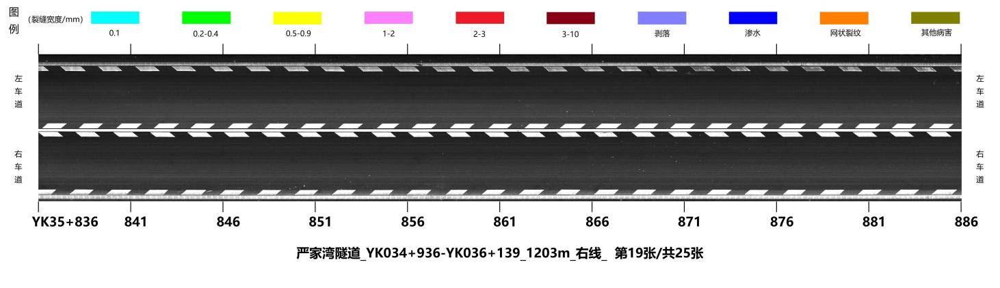 图例
(裂缝宽度/mm)
0.1 0.2-0.4 0.5-0.9 1-2 2-3 3-10 剥落 渗水 网状裂纹 其他病害
左车道 左车道
右车道 右车道
YK35+836 841 846 851 856 861 866 871 876 881 886
严家湾隧道_YK034+936-YK036+139_1203m_右线_ 第19张/共25张